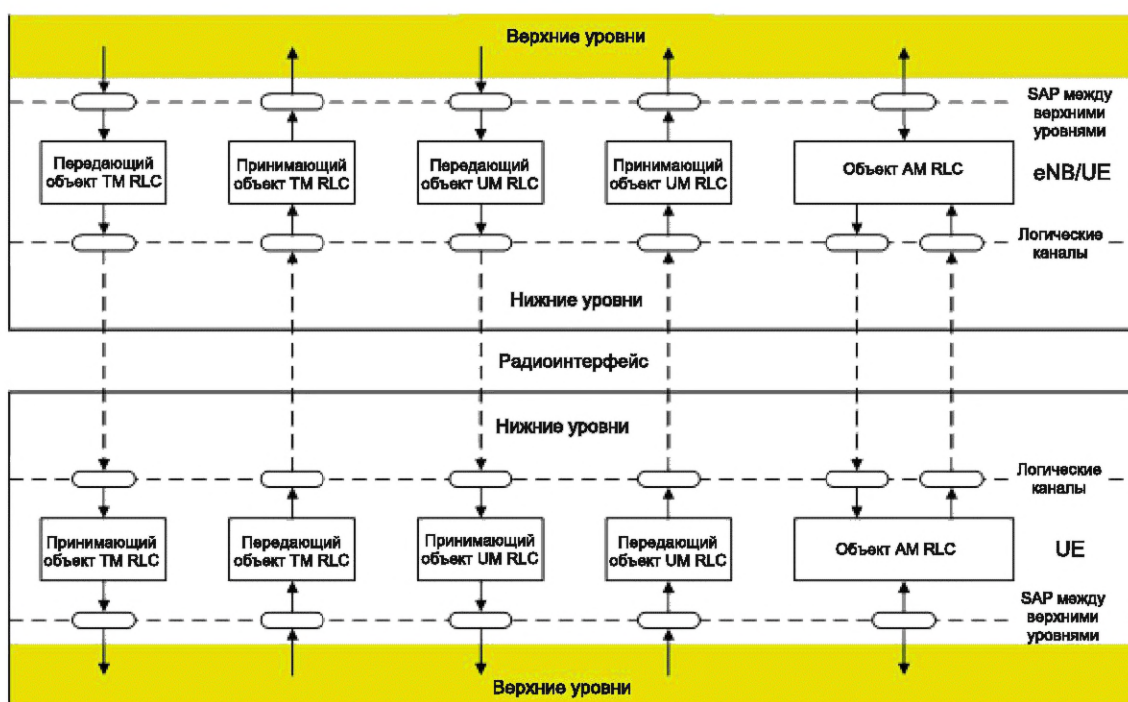 Верхние уровни
SAP между
верхними
уровнями
Передающий
объект TM RLC
Принимающий
объект TM RLC
Передающий
объект UM RLC
Принимающий
объект UM RLC
Объект AM RLC
eNB/UE
Логические
каналы
Нижние уровни
Радиоинтерфейс
Нижние уровни
Логические
каналы
Принимающий
объект TM RLC
Передающий
объект TM RLC
Принимающий
объект UM RLC
Передающий
объект UM RLC
Объект AM RLC
UE
SAP между
верхними
уровнями
Верхние уровни